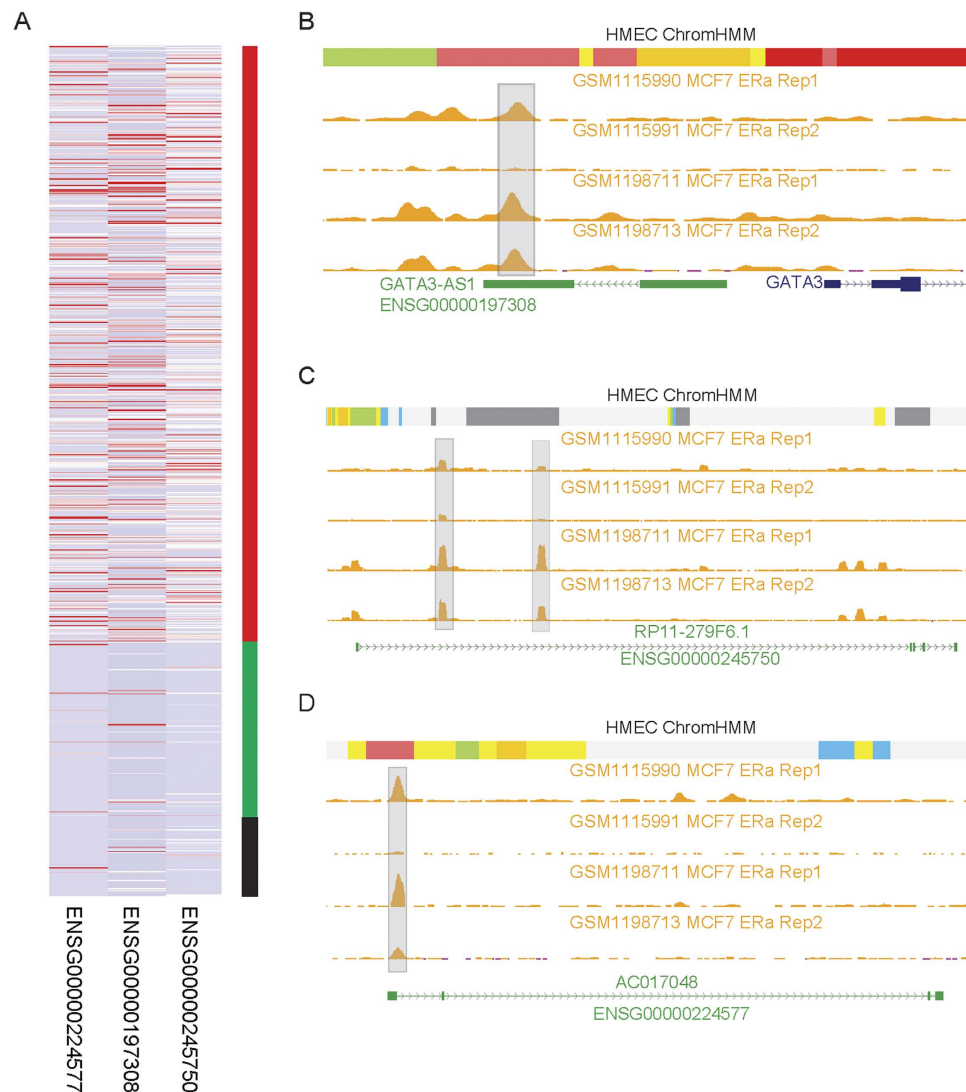 A
ENSG00000224577
ENSG00000197308
ENSG00000245750
B
HMEC ChromHMM
GSM1115990 MCF7 ERa Rep1
GSM1115991 MCF7 ERa Rep2
GSM1198711 MCF7 ERa Rep1
GSM1198713 MCF7 ERa Rep2
GATA3-AS1
GATA3
ENSG00000197308
C
HMEC ChromHMM
GSM1115990 MCF7 ERa Rep1
GSM1115991 MCF7 ERa Rep2
GSM1198711 MCF7 ERa Rep1
GSM1198713 MCF7 ERa Rep2
RP11-279F6.1
ENSG00000245750
D
HMEC ChromHMM
GSM1115990 MCF7 ERa Rep1
GSM1115991 MCF7 ERa Rep2
GSM1198711 MCF7 ERa Rep1
GSM1198713 MCF7 ERa Rep2
AC017048
ENSG00000224577